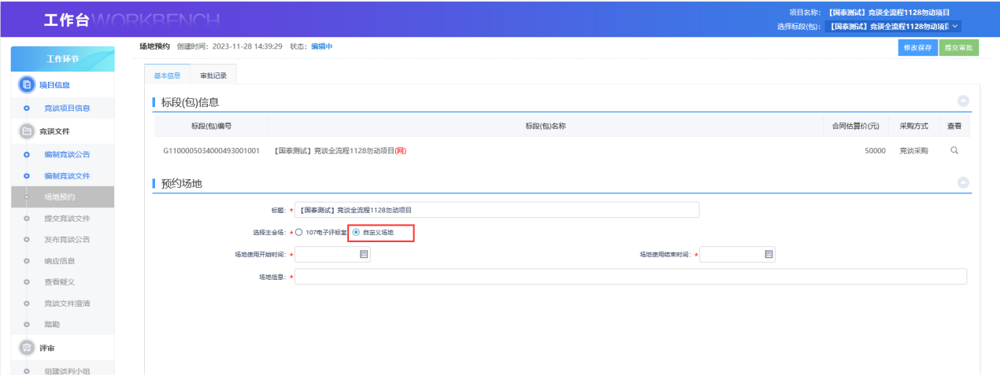 工作台WORKBENCH
项目名称：【国泰测试】竞谈全流程1128勿动项目
选择标段(包)：【国泰测试】竞谈全流程1128勿动项目
场地预约 创建时间：2023-11-28 14:39:29 状态：编辑中
修改保存 提交审批
工作环节
项目信息
竞谈项目信息
竞谈文件
编制竞谈公告
编制竞谈文件
场地预约
提交竞谈文件
发布竞谈公告
响应信息
查看疑义
竞谈文件澄清
踏勘
评审
组建谈判小组
基本信息 审批记录
标段(包)信息
标段(包)编号 标段(包)名称 合同估算价(元) 采购方式 查看
G1100005034000493001001 【国泰测试】竞谈全流程1128勿动项目(网) 50000 竞谈采购
预约场地
标题：* 【国泰测试】竞谈全流程1128勿动项目
选择主会场：* 107电子评标室 自定义场地
场地使用开始时间：* 场地使用结束时间：*
场地信息：*